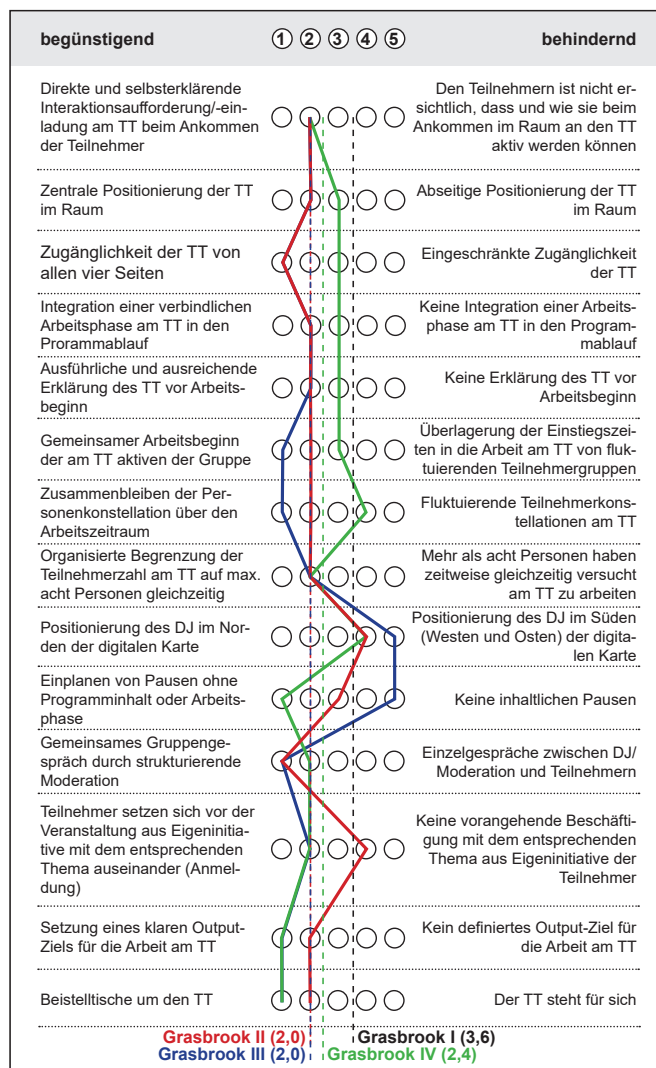 begünstigend ① ② ③ ④ ⑤ behindernd
Direkte und selbsterklärende
Interaktionsaufforderung/-ein-
ladung am TT beim Ankommen
der Teilnehmer
Den Teilnehmern ist nicht er-
sichtlich, dass und wie sie beim
Ankommen im Raum an den TT
aktiv werden können
Zentrale Positionierung der TT
im Raum
Abseitige Positionierung der TT
im Raum
Zugänglichkeit der TT von
allen vier Seiten
Eingeschränkte Zugänglichkeit
der TT
Integration einer verbindlichen
Arbeitsphase am TT in den
Prorammablauf
Keine Integration einer Arbeits-
phase am TT in den Program-
mablauf
Ausführliche und ausreichende
Erklärung des TT vor Arbeits-
beginn
Keine Erklärung des TT vor
Arbeitsbeginn
Gemeinsamer Arbeitsbeginn
der am TT aktiven der Gruppe
Überlagerung der Einstiegszei-
ten in die Arbeit am TT von fluk-
tuierenden Teilnehmergruppen
Zusammenbleiben der Per-
sonenkonstellation über den
Arbeitszeitraum
Fluktuierende Teilnehmerkons-
tellationen am TT
Organisierte Begrenzung der
Teilnehmerzahl am TT auf max.
acht Personen gleichzeitig
Mehr als acht Personen haben
zeitweise gleichzeitig versucht
am TT zu arbeiten
Positionierung des DJ im Nor-
den der digitalen Karte
Positionierung des DJ im Süden
(Westen und Osten) der digita-
len Karte
Einplanen von Pausen ohne
Programminhalt oder Arbeits-
phase
Keine inhaltlichen Pausen
Gemeinsames Gruppenge-
spräch durch strukturierende
Moderation
Einzelgespräche zwischen DJ/
Moderation und Teilnehmern
Teilnehmer setzen sich vor der
Veranstaltung aus Eigeninitia-
tive mit dem entsprechenden
Thema auseinander (Anmel-
dung)
Keine vorangehende Beschäfti-
gung mit dem entsprechenden
Thema aus Eigeninitiative der
Teilnehmer
Setzung eines klaren Output-
Ziels für die Arbeit am TT
Kein definiertes Output-Ziel für
die Arbeit am TT
Beistelltische um den TT
Der TT steht für sich
Grasbrook II (2,0)
Grasbrook I (3,6)
Grasbrook III (2,0)
Grasbrook IV (2,4)